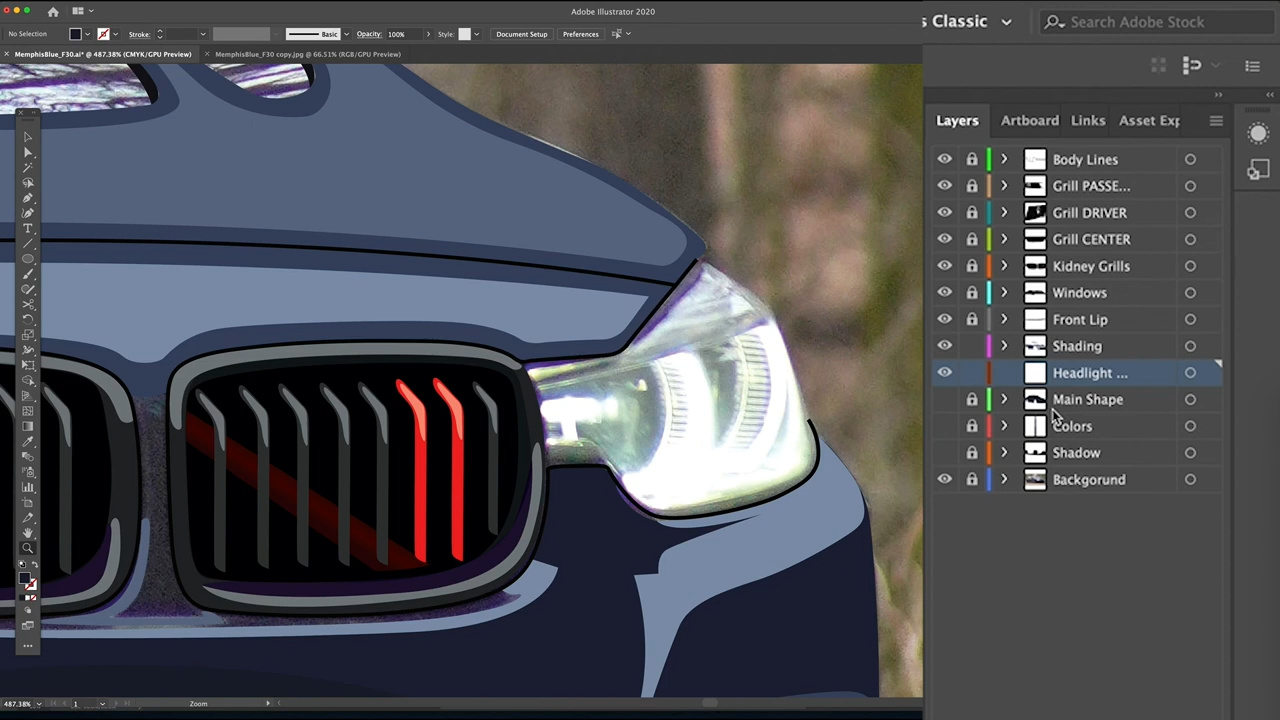 Adobe Illustrator 2020
No Selection
Stroke:
Basic
Opacity: 100%
Style:
Document Setup
Preferences
× MemphisBlue_F30.ai* @ 487.38% (CMYK/GPU Preview)
× MemphisBlue_F30 copy.jpg @ 66.51% (RGB/GPU Preview)
s Classic
Search Adobe Stock
Layers
Artboard
Links
Asset Exp
Body Lines
Grill PASSE...
Grill DRIVER
Grill CENTER
Kidney Grills
Windows
Front Lip
Shading
Headlight ...
Main Shape
Colors
Shadow
Backgorund
487.38%
1
Zoom